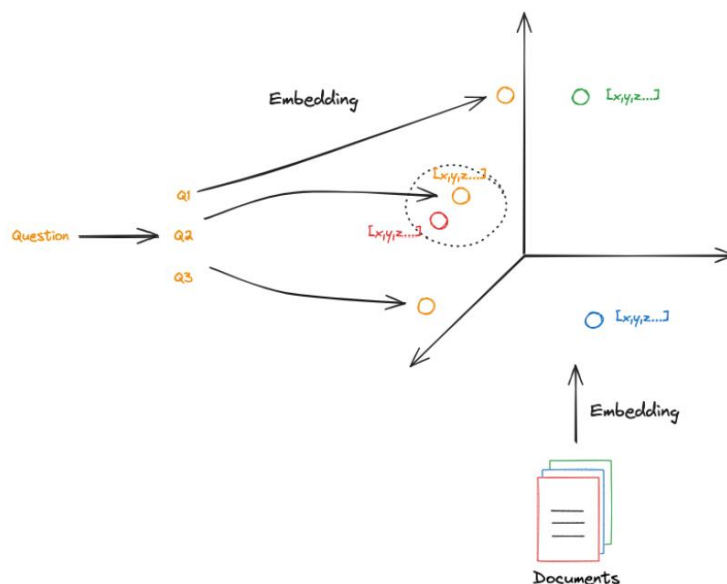 Embedding
[x,y,z...]
[x,y,z...]
Q1
Question
Q2
[x,y,z...]
Q3
[x,y,z...]
Embedding
Documents